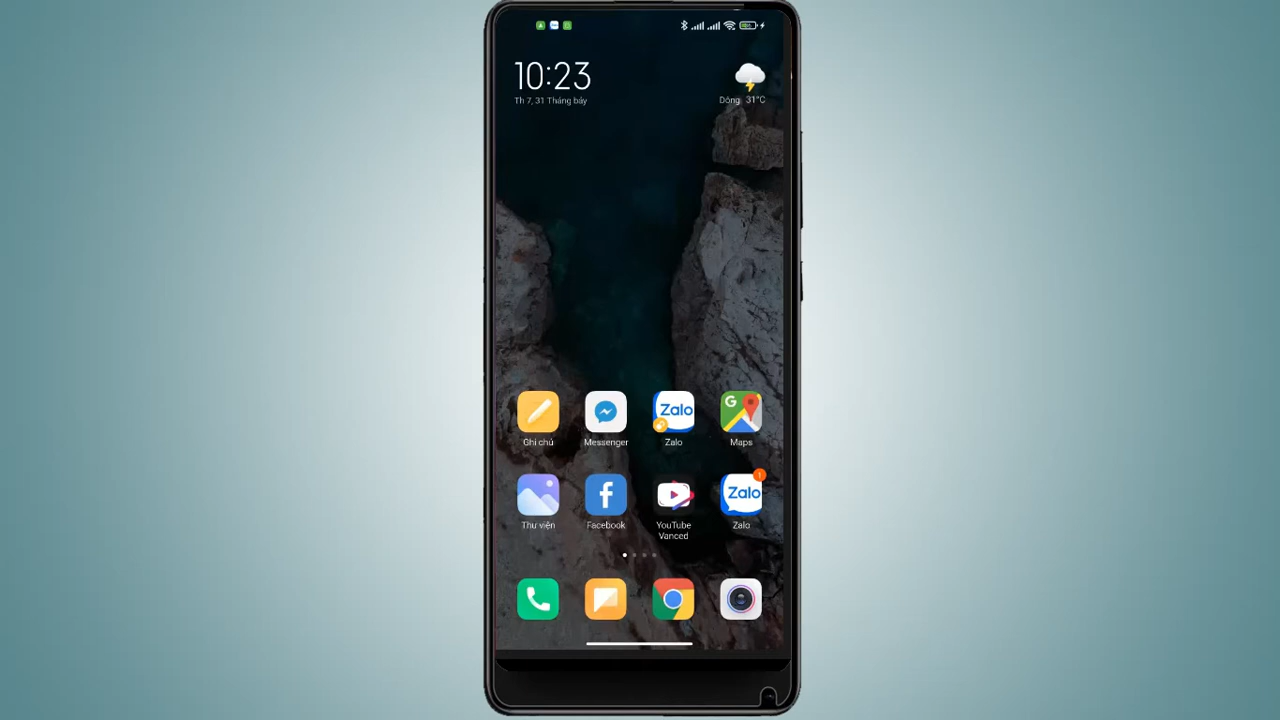 10:23
Th 7, 31 Tháng bảy
Dông 31°C
G
Zalo
Ghi chú Messenger Zalo Maps
1
Zalo
Thư viện Facebook YouTube Vanced Zalo